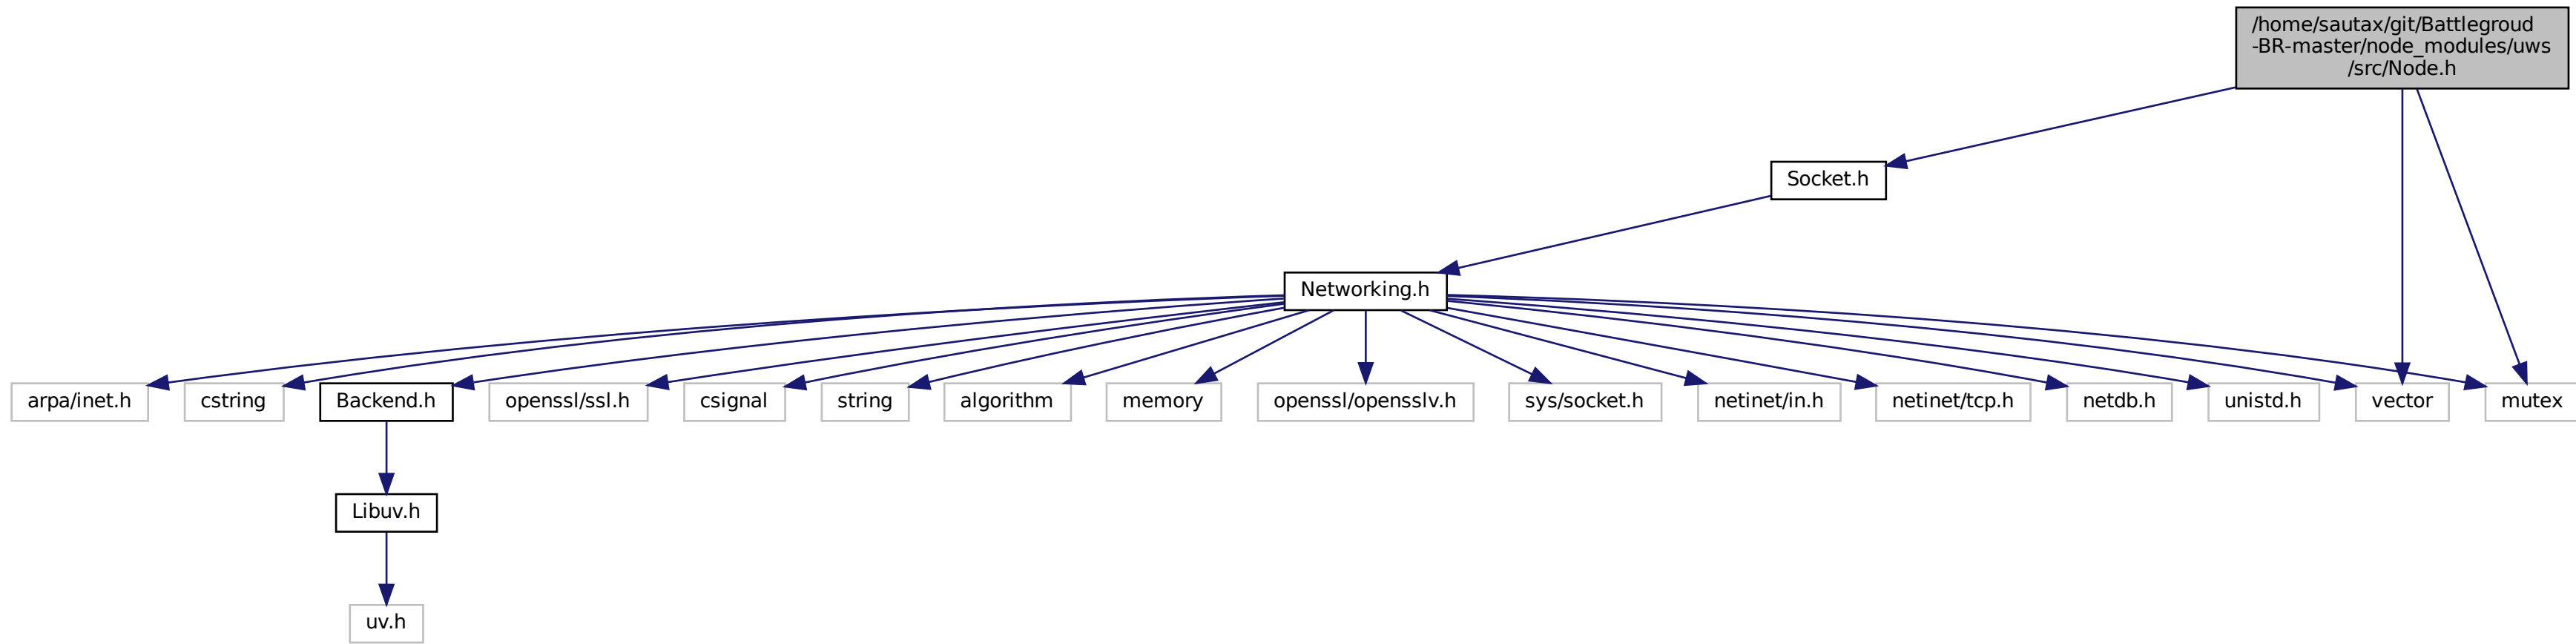 /home/sautax/git/Battlegroud
-BR-master/node_modules/uws
/src/Node.h
Socket.h
Networking.h
arpa/inet.h
cstring
Backend.h
openssl/ssl.h
csignal
string
algorithm
memory
openssl/opensslv.h
sys/socket.h
netinet/in.h
netinet/tcp.h
netdb.h
unistd.h
vector
mutex
Libuv.h
uv.h